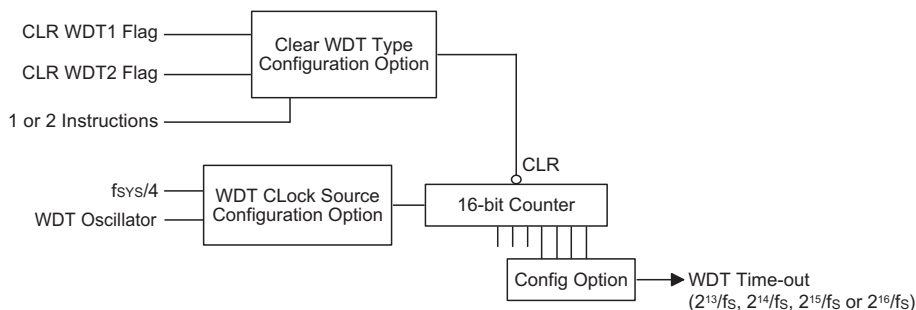 CLR WDT1 Flag
CLR WDT2 Flag
1 or 2 Instructions
Clear WDT Type
Configuration Option
CLR
fSYS/4
WDT Oscillator
WDT CLock Source
Configuration Option
16-bit Counter
Config Option
WDT Time-out
(2¹³/fS, 2¹⁴/fS, 2¹⁵/fS or 2¹⁶/fS)